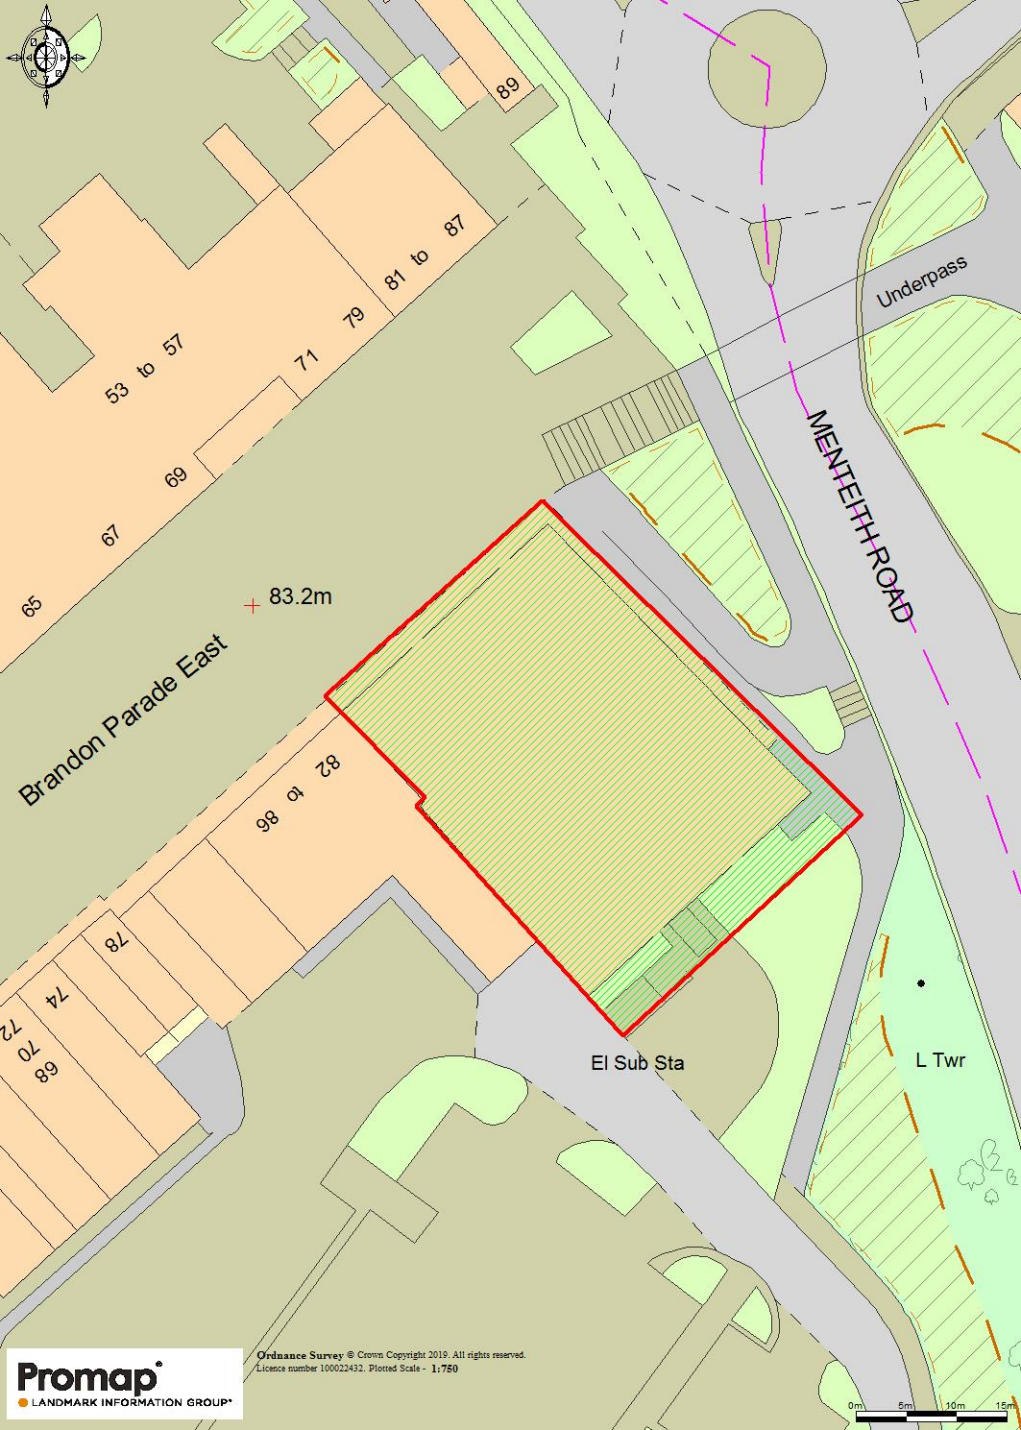 89
Underpass
81 to 87
79
71
53 to 57
69
67
65
MENTEITH ROAD
83.2m
Brandon Parade East
82 to 86
78
74
72
70
68
El Sub Sta
L Twr
Promap
LANDMARK INFORMATION GROUP
Ordnance Survey © Crown Copyright 2019. All rights reserved.
Licence number 100022432. Plotted Scale - 1:750
0m 5m 10m 15m